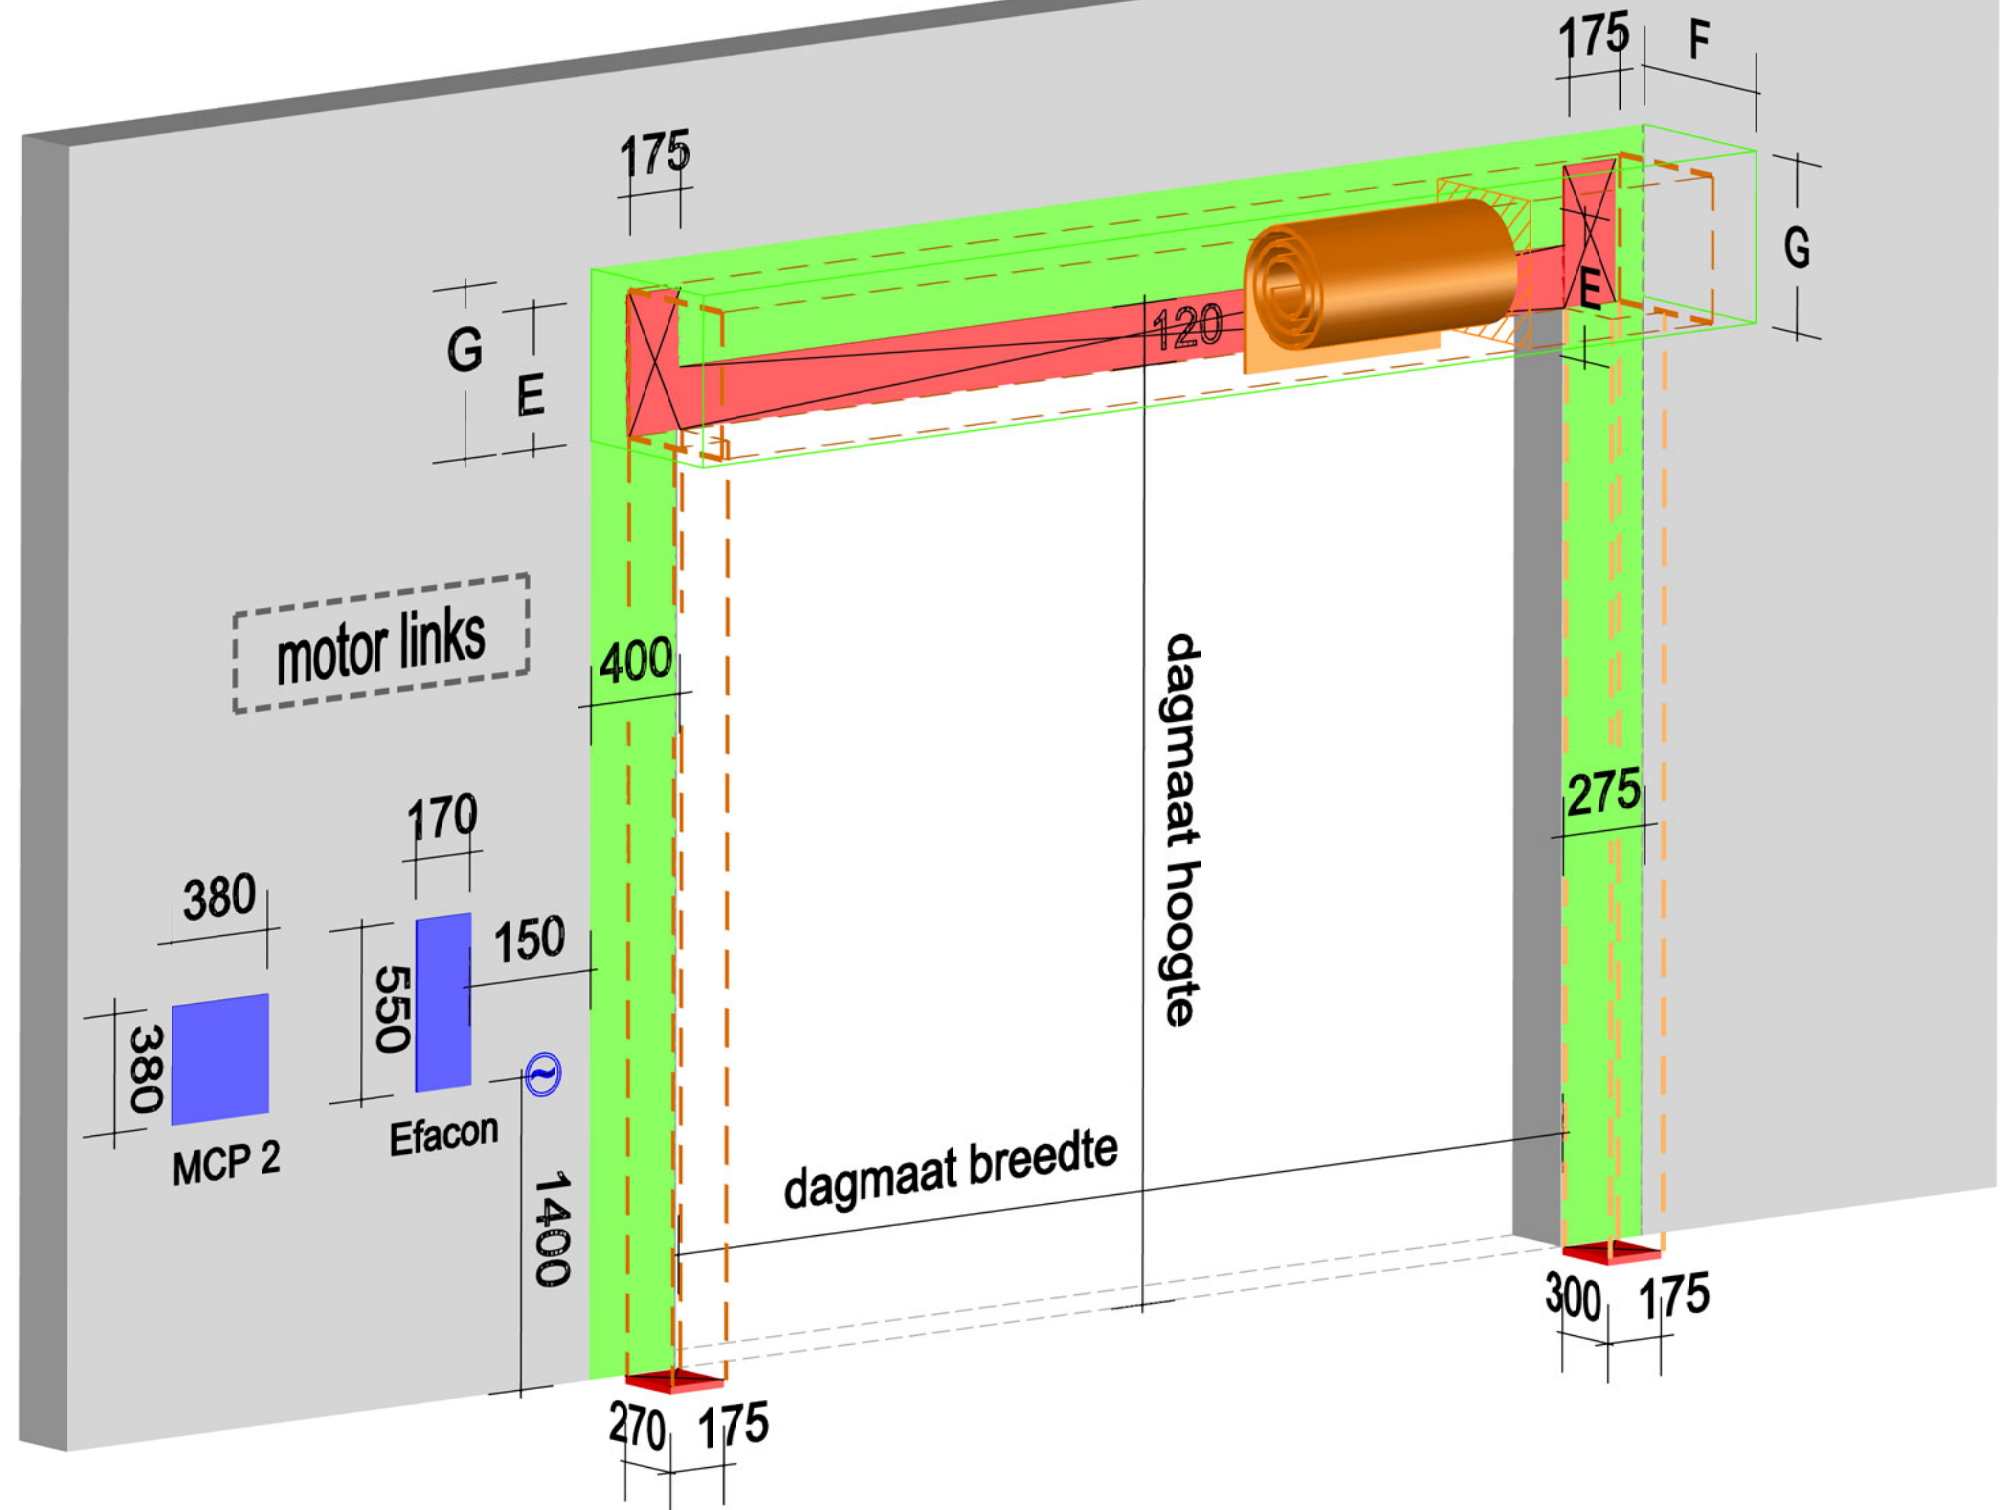 175 F
175
G
G
E
E
120
motor links
400
dagmaat hoogte
275
170
380
150
550
380
Efacon
MCP 2
dagmaat breedte
1400
300 175
270 175